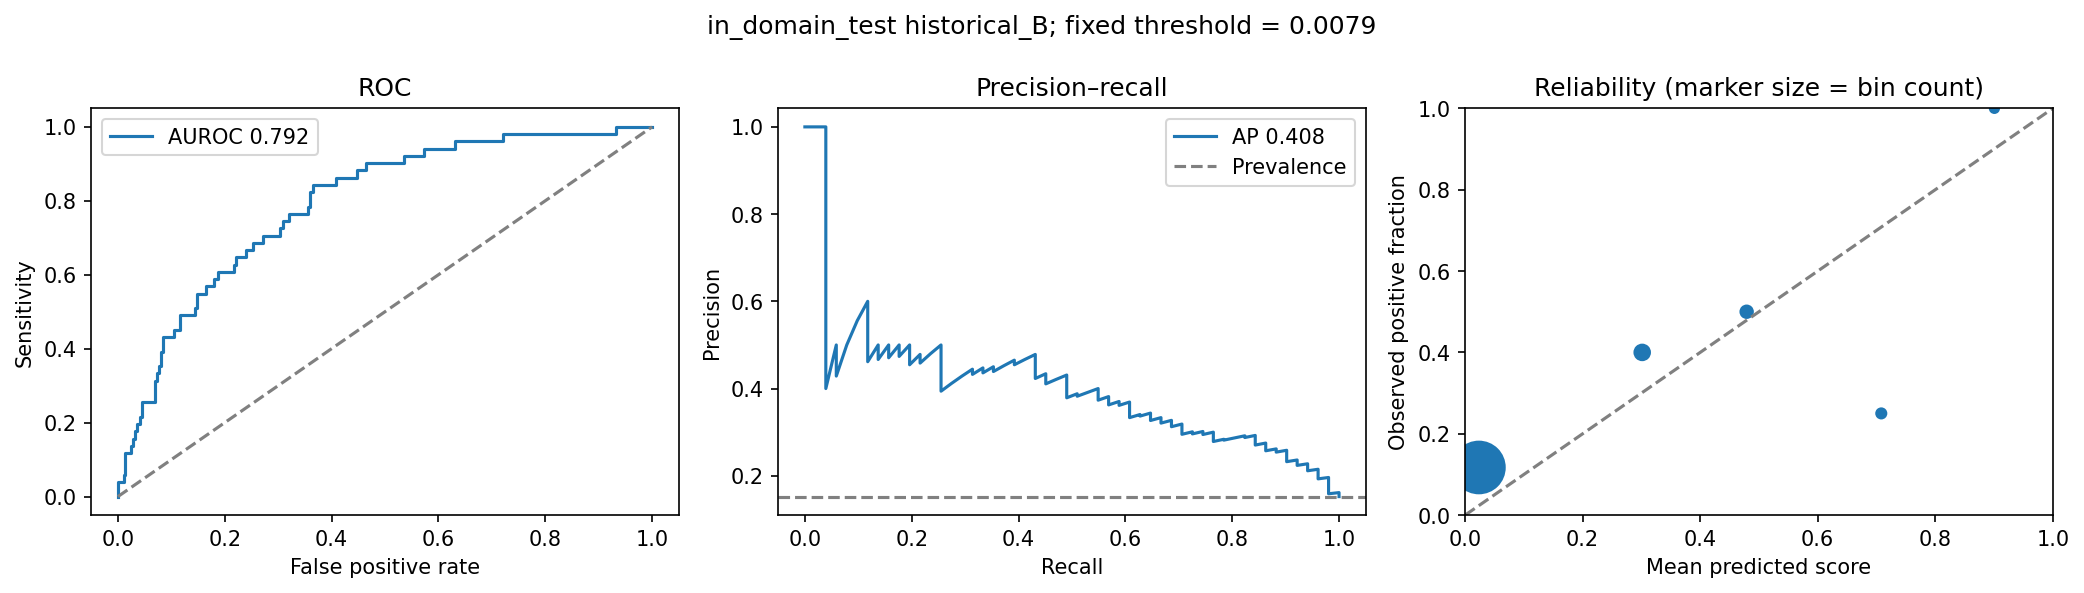 in_domain_test historical_B; fixed threshold = 0.0079
ROC
AUROC 0.792
1.0
0.8
0.6
0.4
0.2
0.0
Sensitivity
0.0 0.2 0.4 0.6 0.8 1.0
False positive rate
Precision–recall
AP 0.408
Prevalence
1.0
0.8
0.6
0.4
0.2
Precision
0.0 0.2 0.4 0.6 0.8 1.0
Recall
Reliability (marker size = bin count)
1.0
0.8
0.6
0.4
0.2
0.0
Observed positive fraction
0.0 0.2 0.4 0.6 0.8 1.0
Mean predicted score